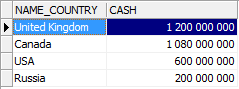 NAME_COUNTRY CASH
United Kingdom 1 200 000 000
Canada 1 080 000 000
USA 600 000 000
Russia 200 000 000